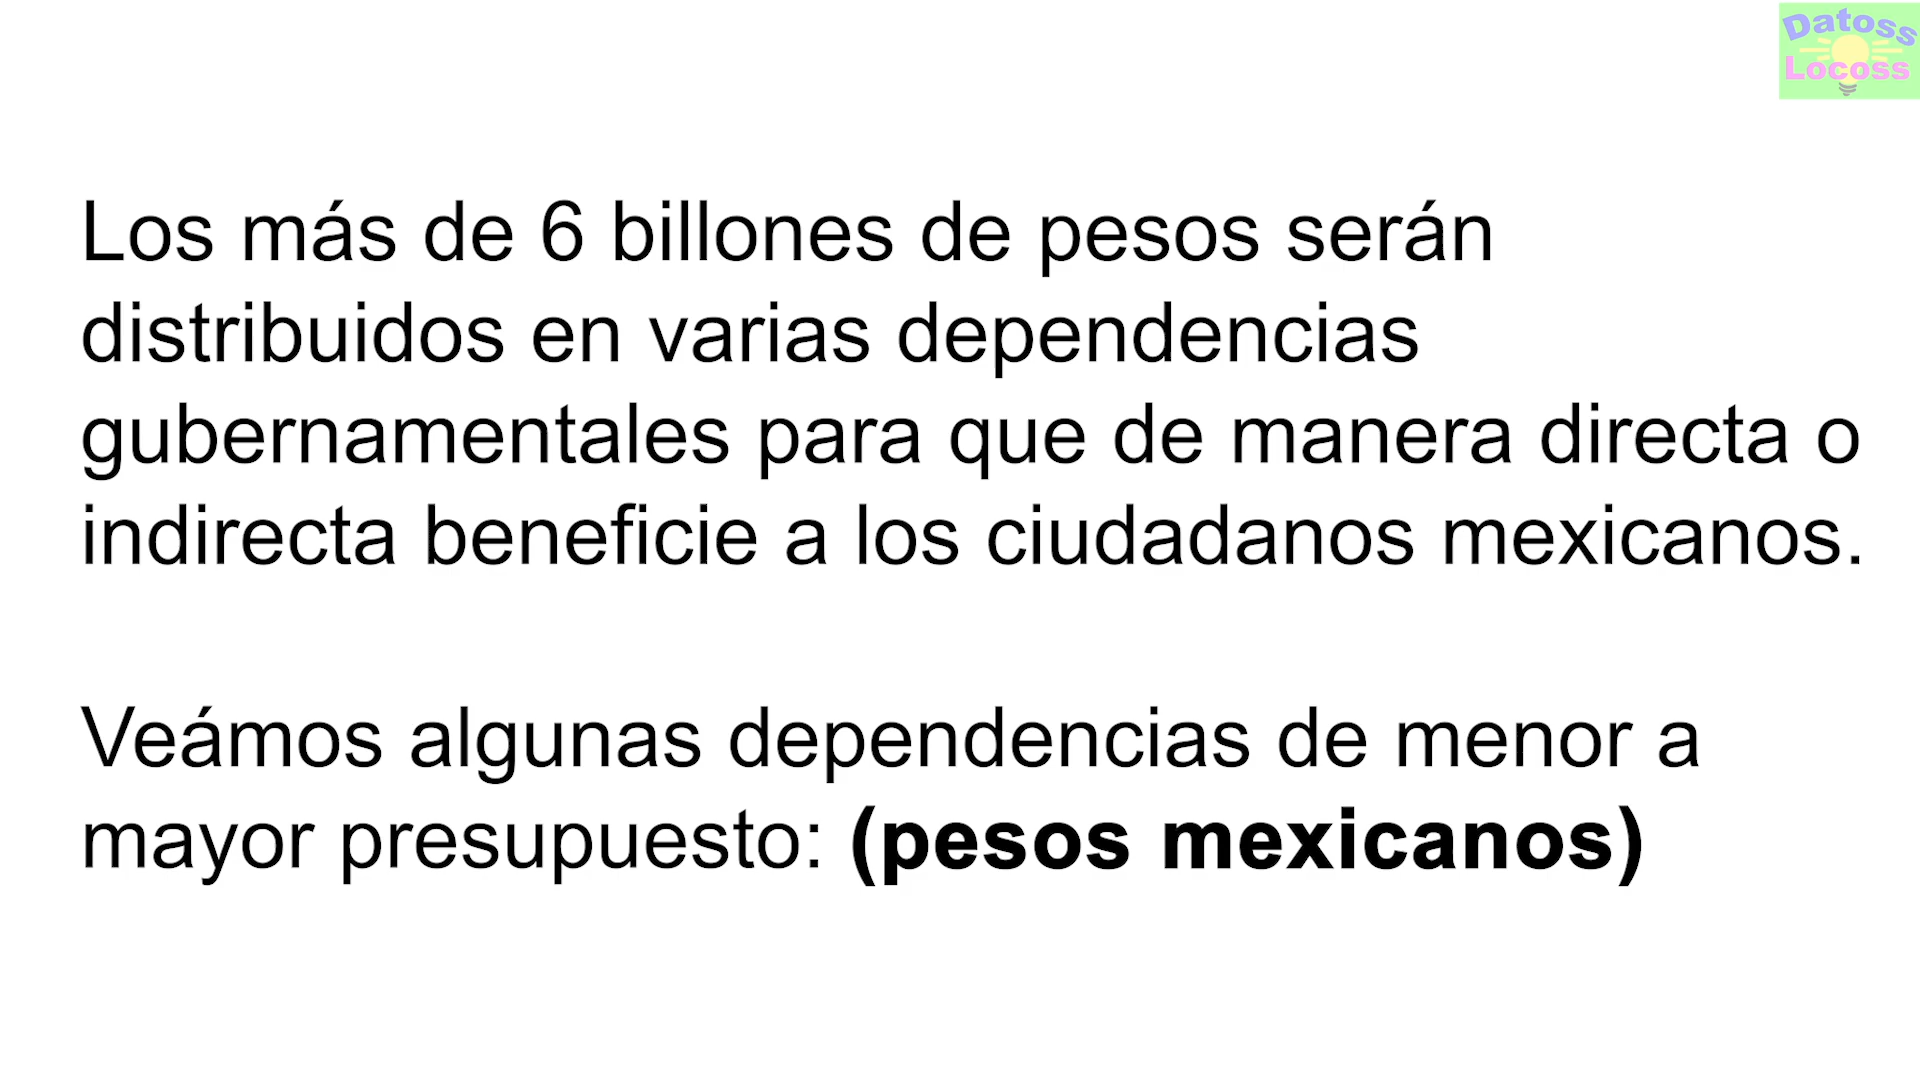 Datoss
Locoss
Los más de 6 billones de pesos serán
distribuidos en varias dependencias
gubernamentales para que de manera directa o
indirecta beneficie a los ciudadanos mexicanos.
Veámos algunas dependencias de menor a
mayor presupuesto: (pesos mexicanos)